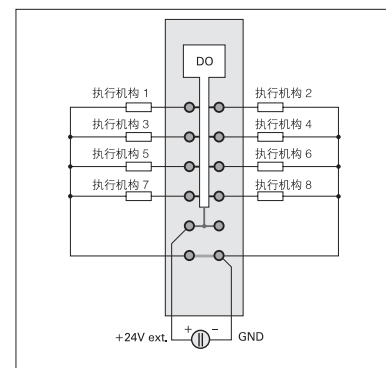 DO
执行机构 1
执行机构 2
执行机构 3
执行机构 4
执行机构 5
执行机构 6
执行机构 7
执行机构 8
+ −
+24V ext.
GND